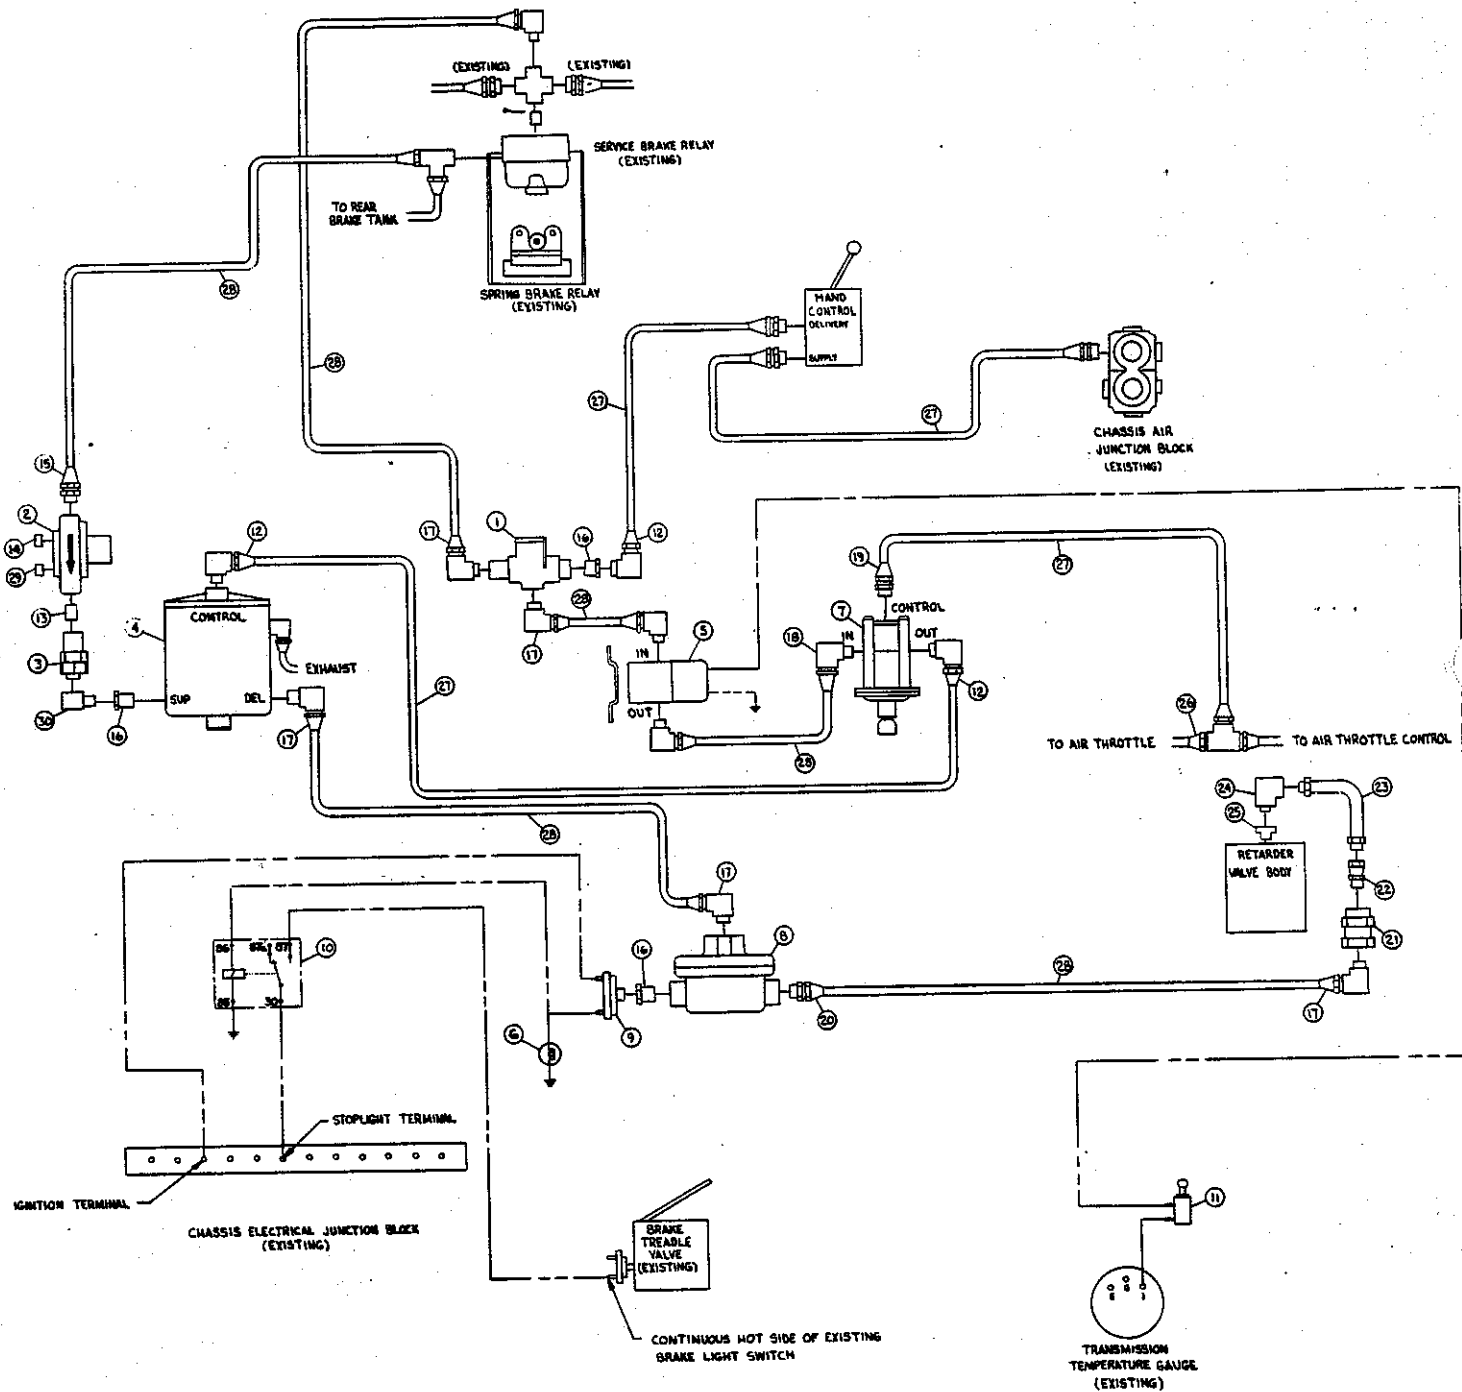 (EXISTING)
(EXISTING)
SERVICE BRAKE RELAY
(EXISTING)
TO REAR
BRAKE TANK
28
SPRING BRAKE RELAY
(EXISTING)
HAND
CONTROL
DELIVERY
SUPPLY
28
27
27
CHASSIS AIR
JUNCTION BLOCK
(EXISTING)
15
2
14
29
13
3
30
16
12
4
CONTROL
EXHAUST
SUP
DEL
17
27
17
1
16
12
28
17
5
IN
OUT
19
27
7
CONTROL
IN
OUT
18
12
28
26
TO AIR THROTTLE
TO AIR THROTTLE CONTROL
24
23
25
RETARDER
VALVE BODY
22
21
28
17
8
16
9
20
28
17
86
87
10
30
6
STOPLIGHT TERMINAL
IGNITION TERMINAL
CHASSIS ELECTRICAL JUNCTION BLOCK
(EXISTING)
BRAKE
TREADLE
VALVE
(EXISTING)
CONTINUOUS HOT SIDE OF EXISTING
BRAKE LIGHT SWITCH
11
TRANSMISSION
TEMPERATURE GAUGE
(EXISTING)